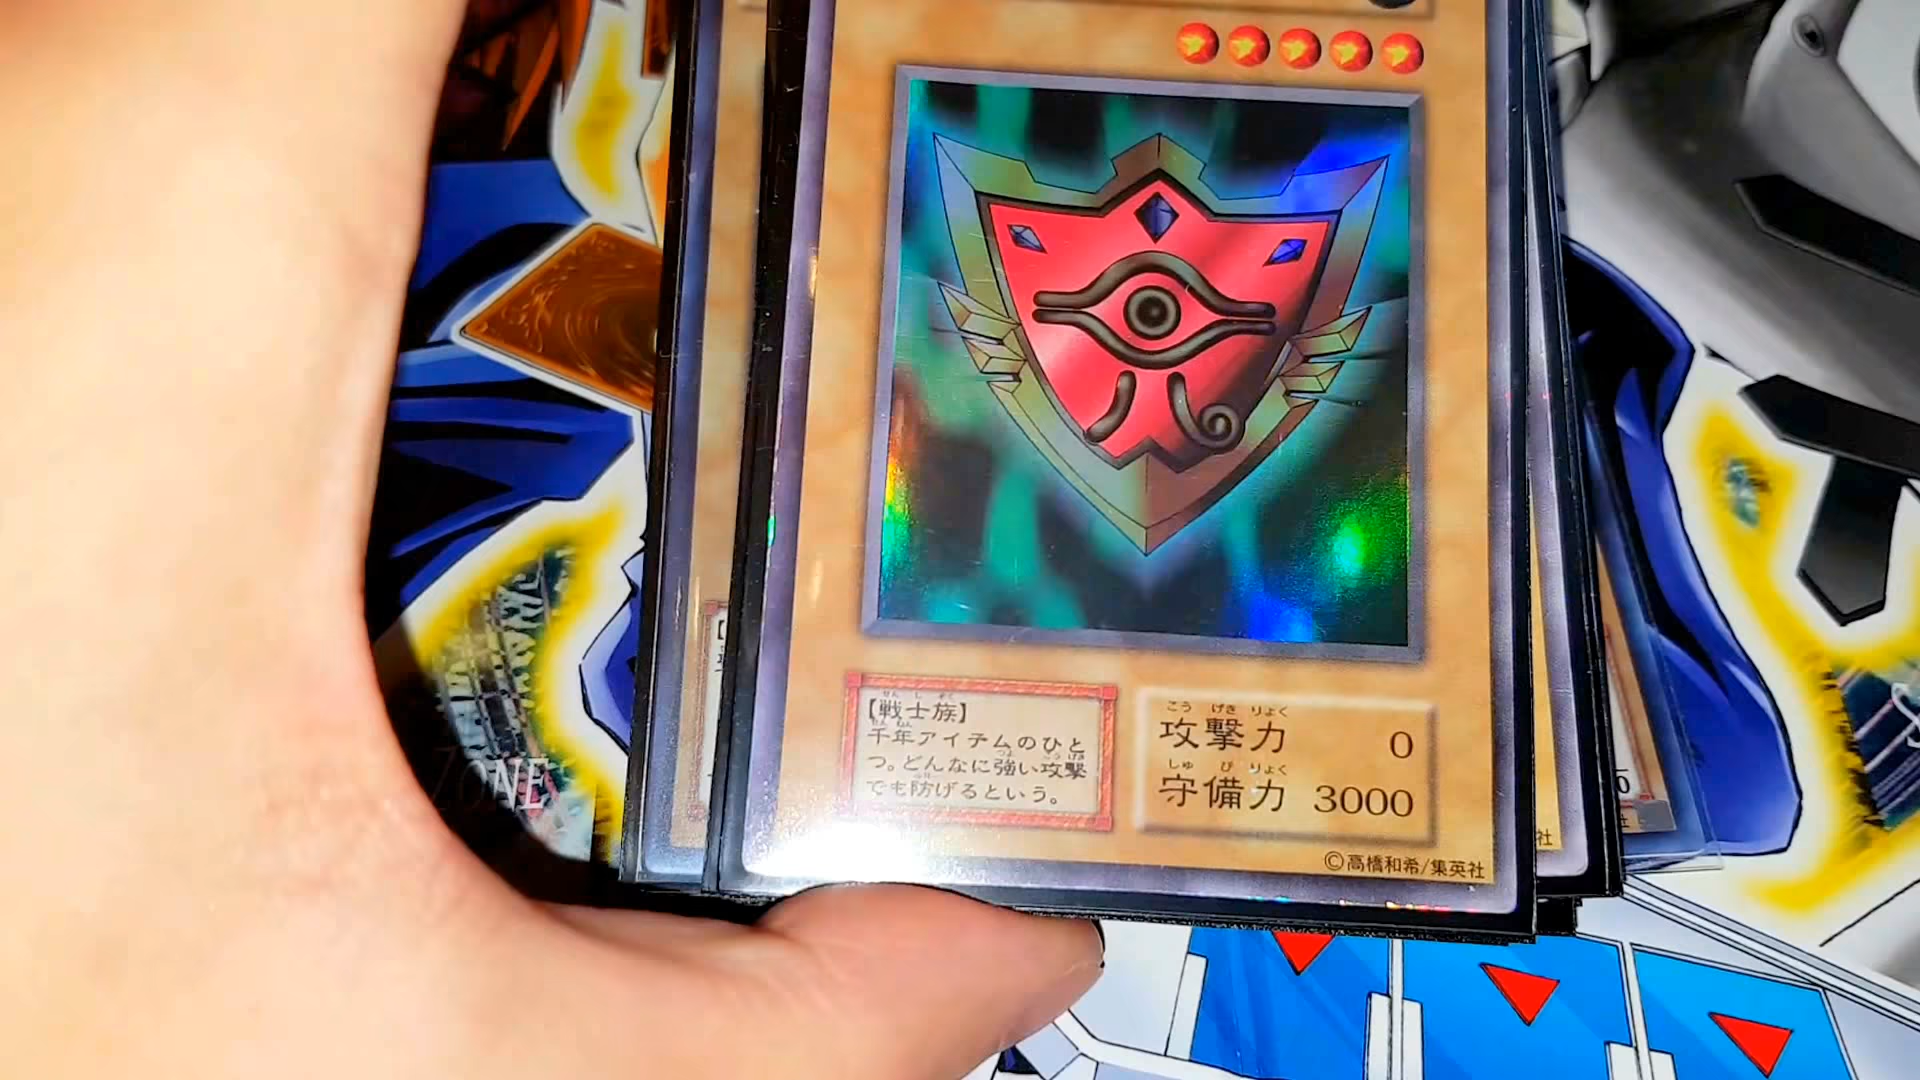 【戦士族】
千年アイテムのひと
つ。どんなに強い攻撃
でも防げるという。
攻撃力 0
守備力 3000
©高橋和希/集英社
社
ZONE